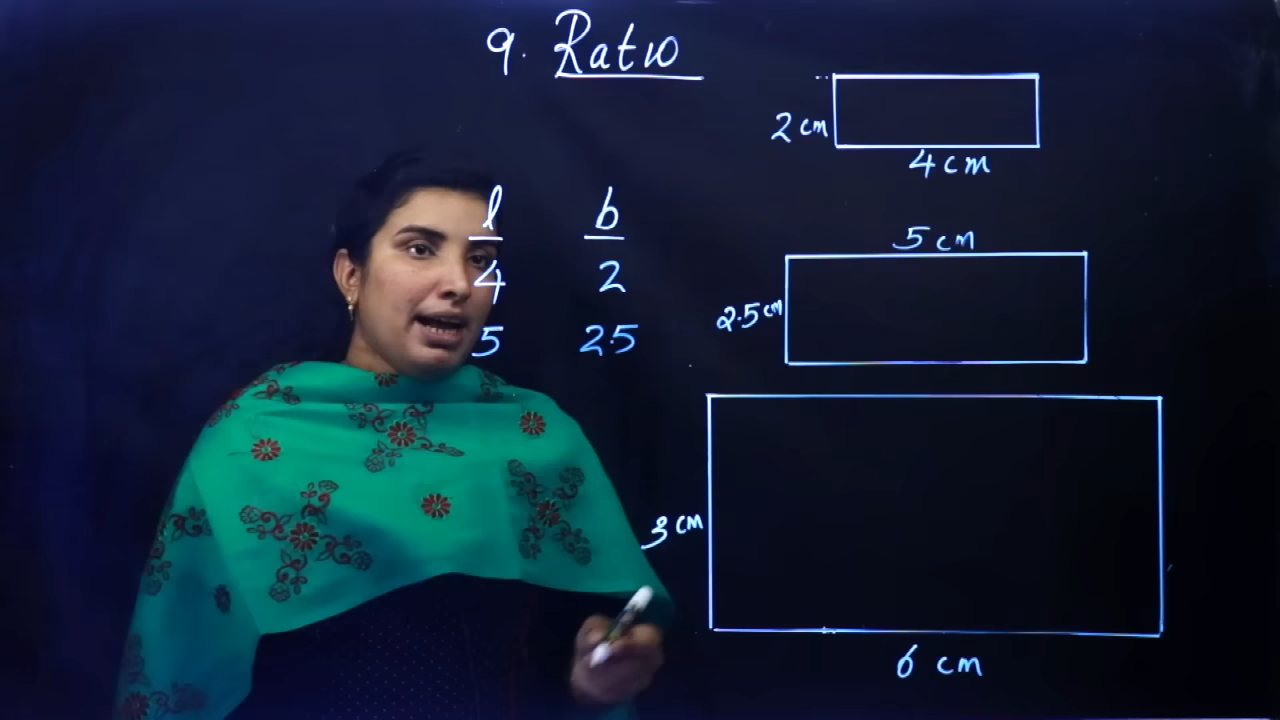 9. Ratio
2 cm
4 cm
l b
4 2
5 2.5
5 cm
2.5 cm
3 cm
6 cm